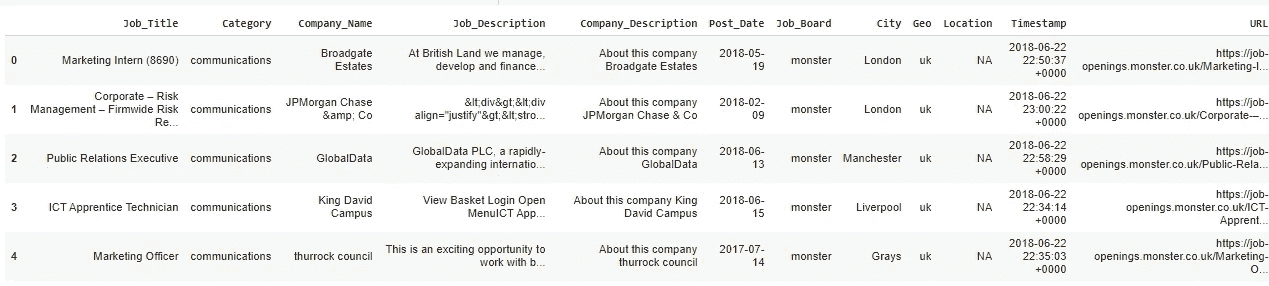 Job_Title Category Company_Name Job_Description Company_Description Post_Date Job_Board City Geo Location Timestamp URL
0 Marketing Intern (8690) communications Broadgate Estates At British Land we manage, develop and finance... About this company Broadgate Estates 2018-05-19 monster London uk NA 2018-06-22 22:50:37 +0000 https://job-openings.monster.co.uk/Marketing-I...
1 Corporate – Risk Management – Firmwide Risk Re... communications JPMorgan Chase &amp; Co &lt;div&gt;&lt;div align="justify"&gt;&lt;stro... About this company JPMorgan Chase & Co 2018-02-09 monster London uk NA 2018-06-22 23:00:22 +0000 https://job-openings.monster.co.uk/Corporate-–...
2 Public Relations Executive communications GlobalData GlobalData PLC, a rapidly-expanding internatio... About this company GlobalData 2018-06-13 monster Manchester uk NA 2018-06-22 22:58:29 +0000 https://job-openings.monster.co.uk/Public-Rela...
3 ICT Apprentice Technician communications King David Campus View Basket Login Open MenuICT App... About this company King David Campus 2018-06-15 monster Liverpool uk NA 2018-06-22 22:34:14 +0000 https://job-openings.monster.co.uk/ICT-Apprent...
4 Marketing Officer communications thurrock council This is an exciting opportunity to work with b... About this company thurrock council 2017-07-14 monster Grays uk NA 2018-06-22 22:35:03 +0000 https://job-openings.monster.co.uk/Marketing-O...